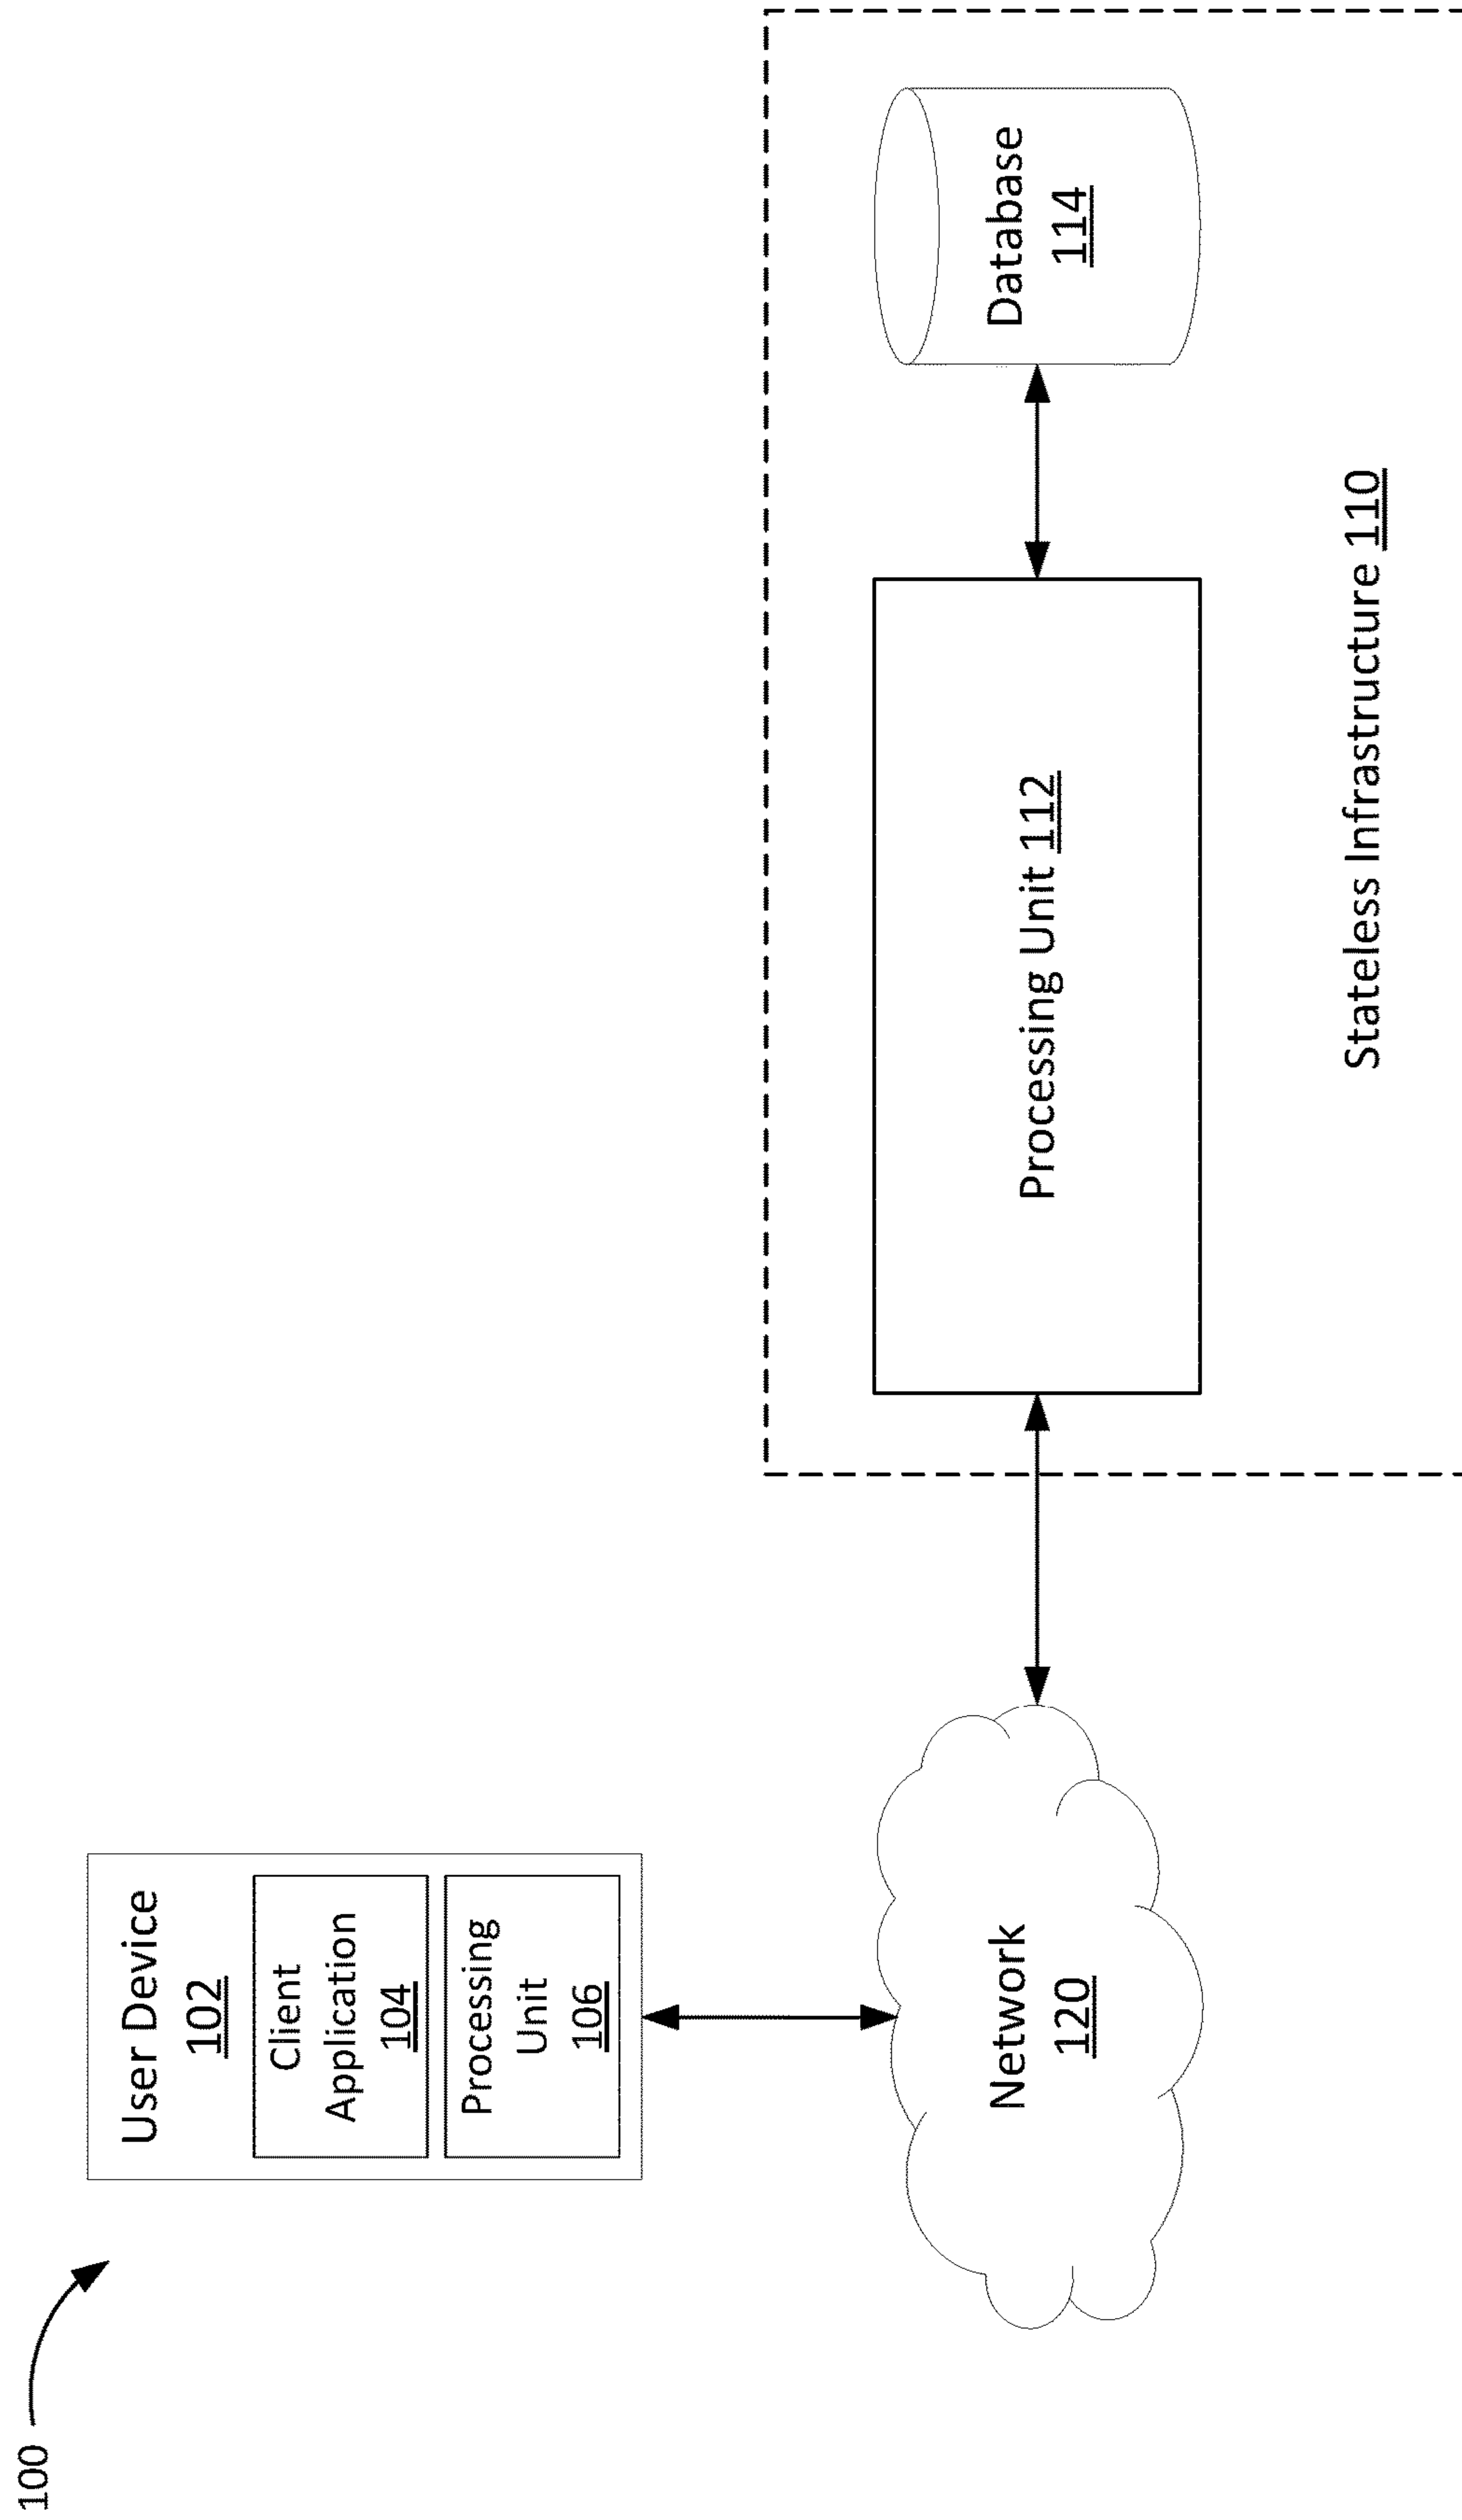 100
User Device
102
Client
Application
104
Processing
Unit
106
Network
120
Processing Unit 112
Database
114
Stateless Infrastructure 110